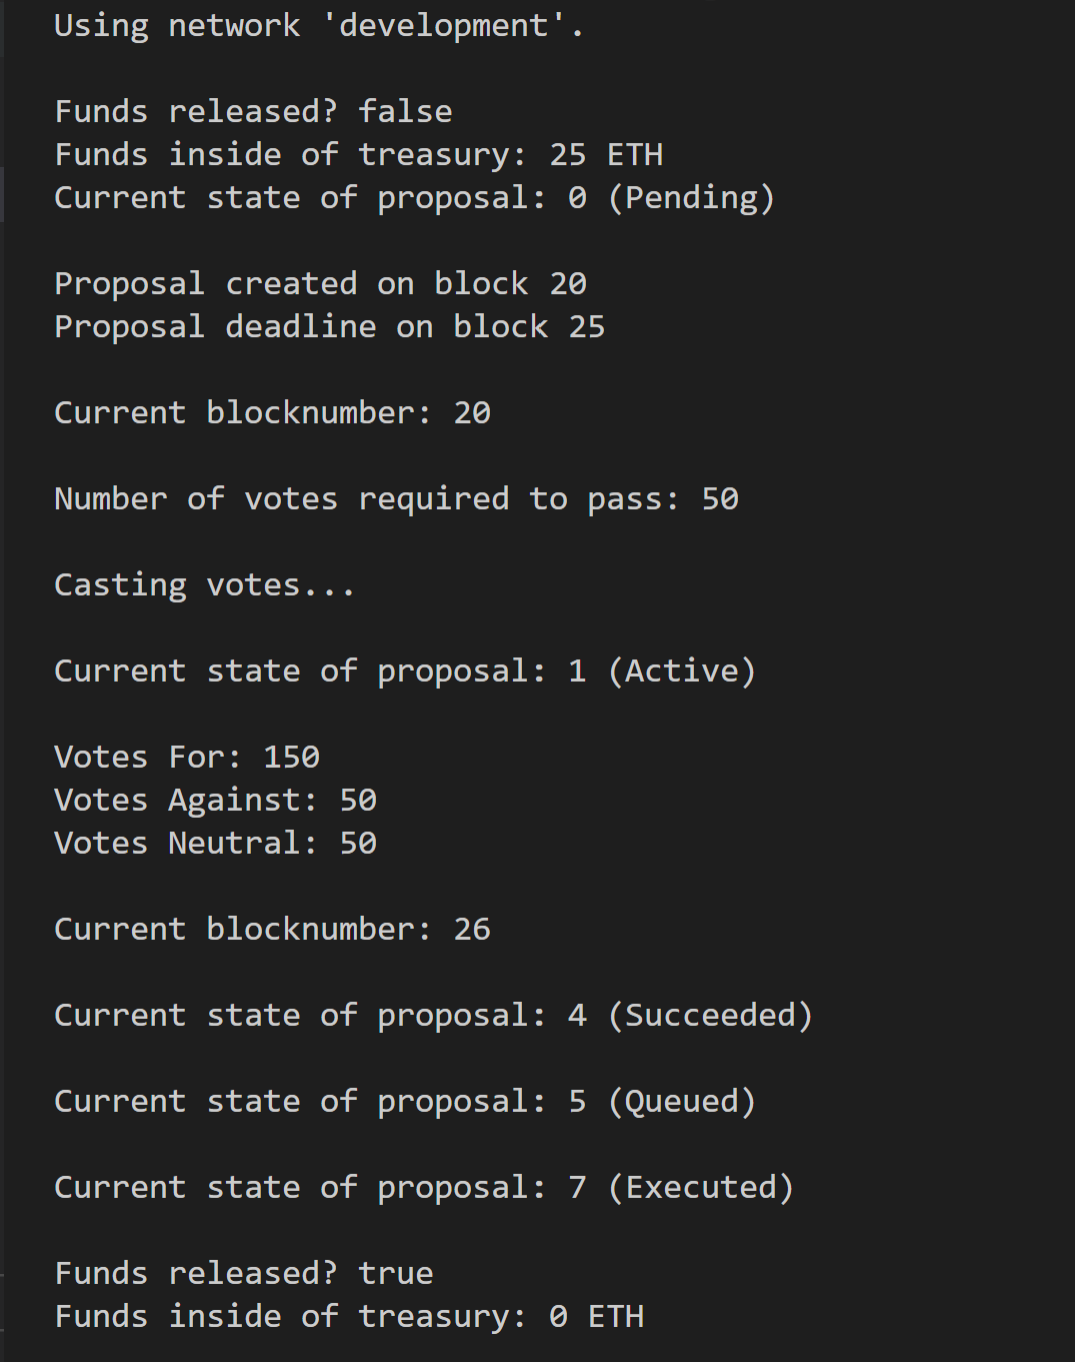 Using network 'development'.
Funds released? false
Funds inside of treasury: 25 ETH
Current state of proposal: 0 (Pending)
Proposal created on block 20
Proposal deadline on block 25
Current blocknumber: 20
Number of votes required to pass: 50
Casting votes...
Current state of proposal: 1 (Active)
Votes For: 150
Votes Against: 50
Votes Neutral: 50
Current blocknumber: 26
Current state of proposal: 4 (Succeeded)
Current state of proposal: 5 (Queued)
Current state of proposal: 7 (Executed)
Funds released? true
Funds inside of treasury: 0 ETH